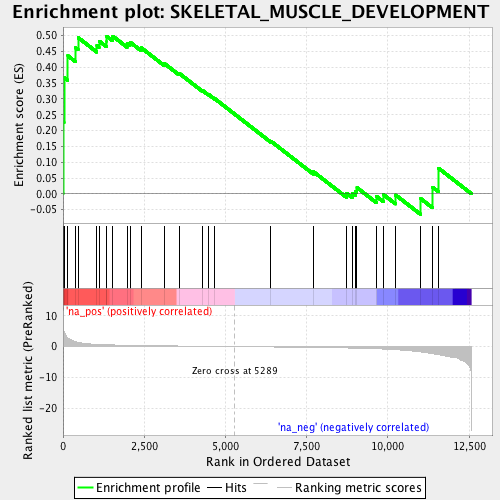 Enrichment plot: SKELETAL_MUSCLE_DEVELOPMENT
Enrichment score (ES)
0.50
0.45
0.40
0.35
0.30
0.25
0.20
0.15
0.10
0.05
0.00
-0.05
'na_pos' (positively correlated)
Ranked list metric (PreRanked)
10
5
0
-5
-10
-20
Zero cross at 5289
'na_neg' (negatively correlated)
0
2,500
5,000
7,500
10,000
12,500
Rank in Ordered Dataset
Enrichment profile
Hits
Ranking metric scores